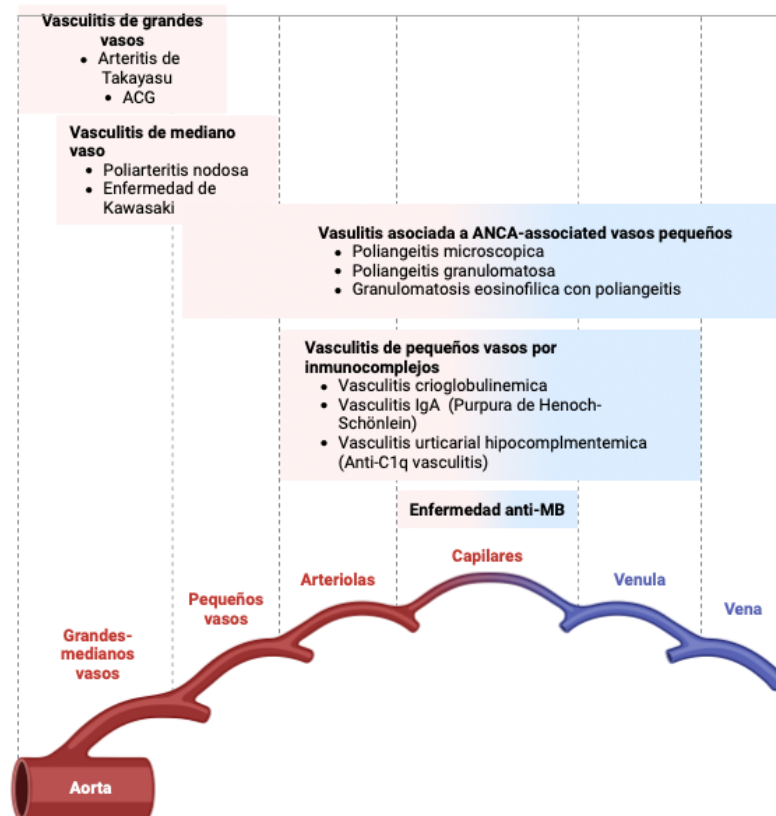 Vasculitis de grandes
vasos
• Arteritis de
Takayasu
• ACG
Vasculitis de mediano
vaso
• Poliarteritis nodosa
• Enfermedad de
Kawasaki
Vasulitis asociada a ANCA-associated vasos pequeños
• Poliangeitis microscopica
• Poliangeitis granulomatosa
• Granulomatosis eosinofilica con poliangeitis
Vasculitis de pequeños vasos por
inmunocomplejos
• Vasculitis crioglobulinemica
• Vasculitis IgA (Purpura de Henoch-
Schönlein)
• Vasculitis urticarial hipocomplmentemica
(Anti-C1q vasculitis)
Enfermedad anti-MB
Capilares
Arteriolas
Venula
Pequeños
vasos
Vena
Grandes-
medianos
vasos
Aorta